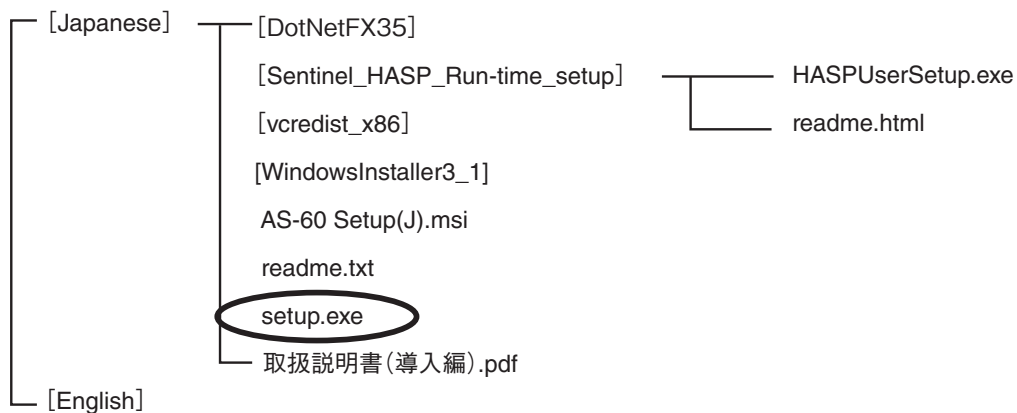 ［Japanese］
［DotNetFX35］
［Sentinel_HASP_Run-time_setup］
HASPUserSetup.exe
readme.html
［vcredist_x86］
[WindowsInstaller3_1]
AS-60 Setup(J).msi
readme.txt
setup.exe
取扱説明書（導入編）.pdf
［English］